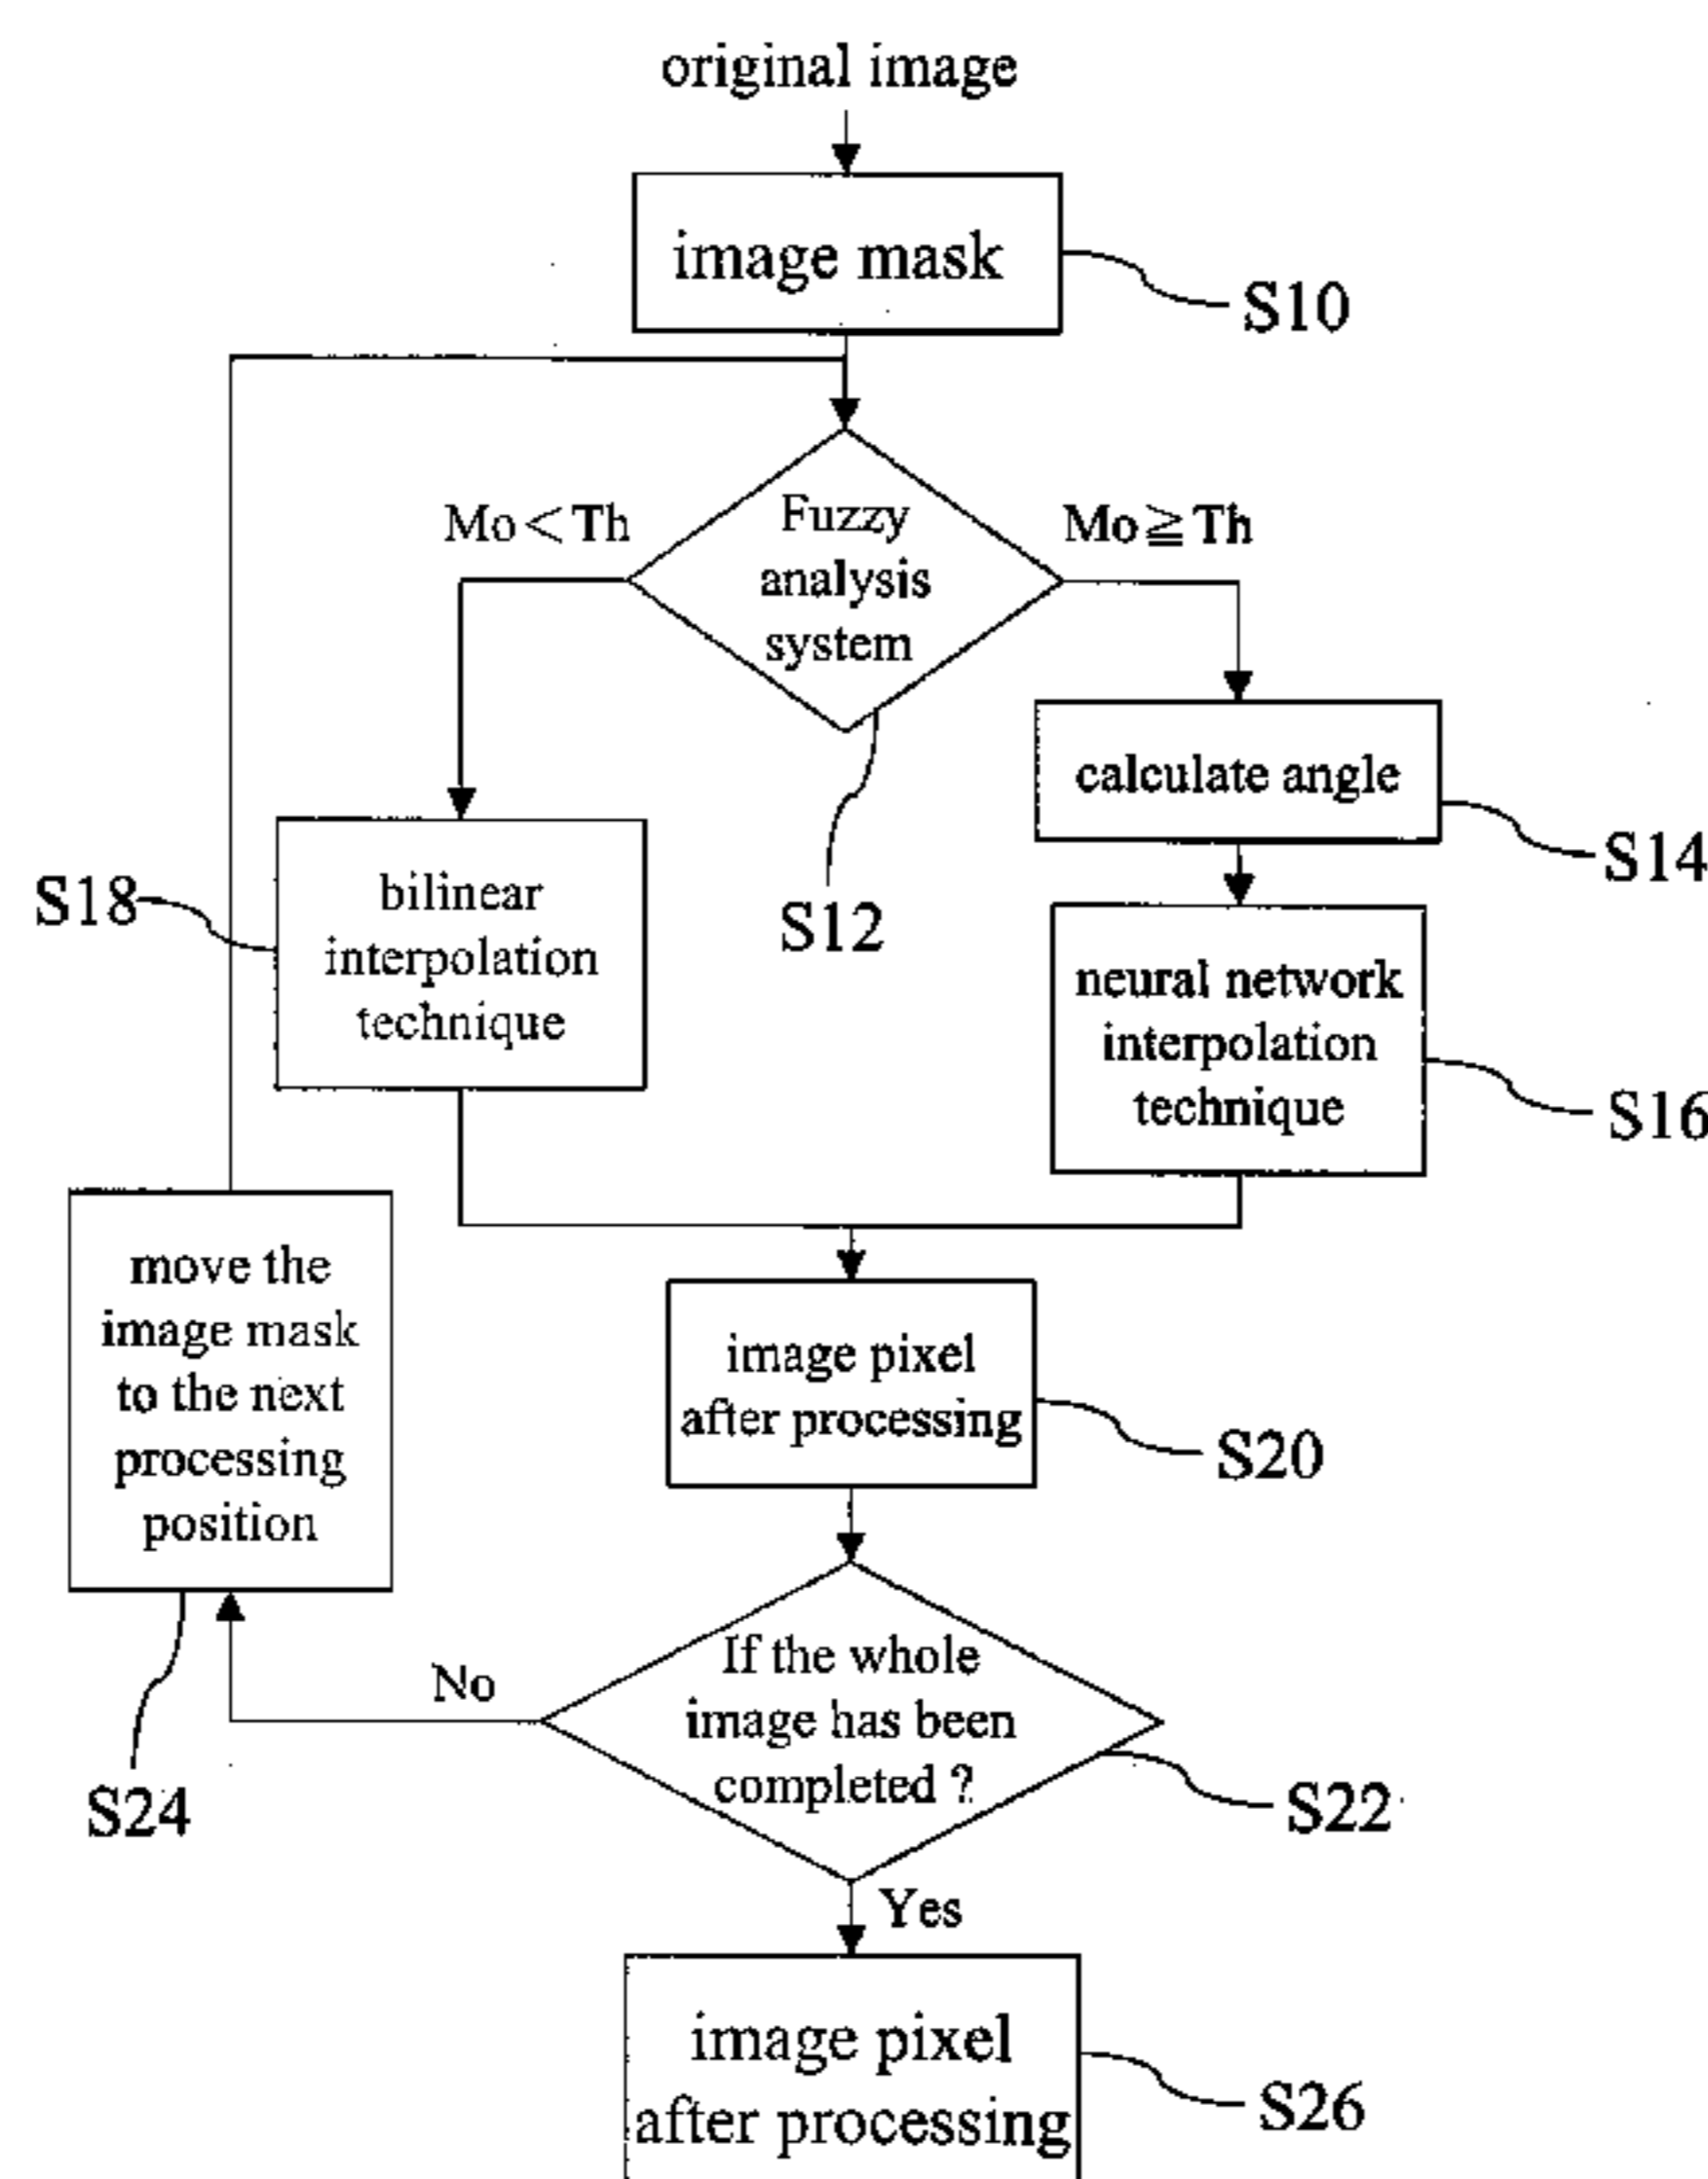 original image
image mask
S10
Mo < Th
Fuzzy
analysis
system
Mo ≧ Th
S12
calculate angle
S14
S18
bilinear
interpolation
technique
neural network
interpolation
technique
S16
move the
image mask
to the next
processing
position
S24
image pixel
after processing
S20
No
If the whole
image has been
completed ?
S22
Yes
image pixel
after processing
S26